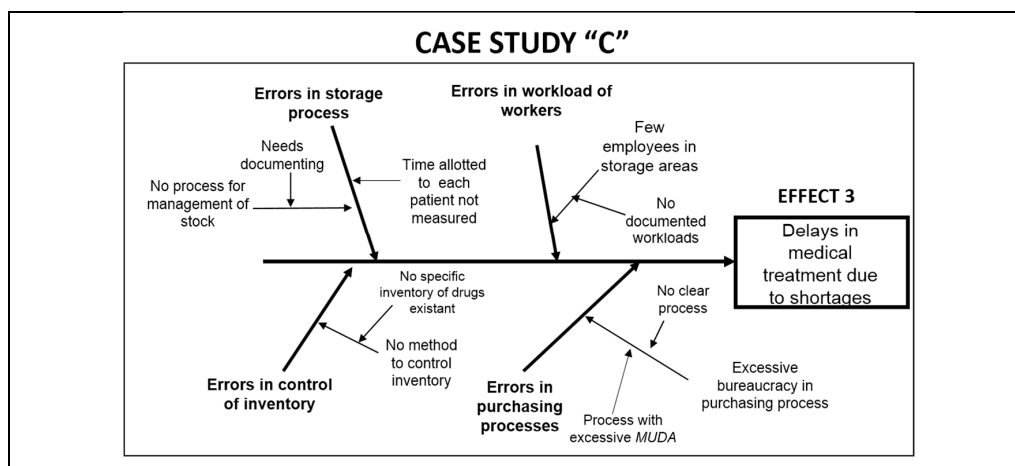 CASE STUDY “C”
Errors in storage
process
Errors in workload of
workers
Needs
documenting
No process for
management of
stock
Time allotted
to each
patient not
measured
Few
employees in
storage areas
No
documented
workloads
EFFECT 3
Delays in
medical
treatment due
to shortages
No specific
inventory of drugs
existant
No method
to control
inventory
Errors in control
of inventory
No clear
process
Excessive
bureaucracy in
purchasing process
Errors in
purchasing
processes
Process with
excessive MUDA